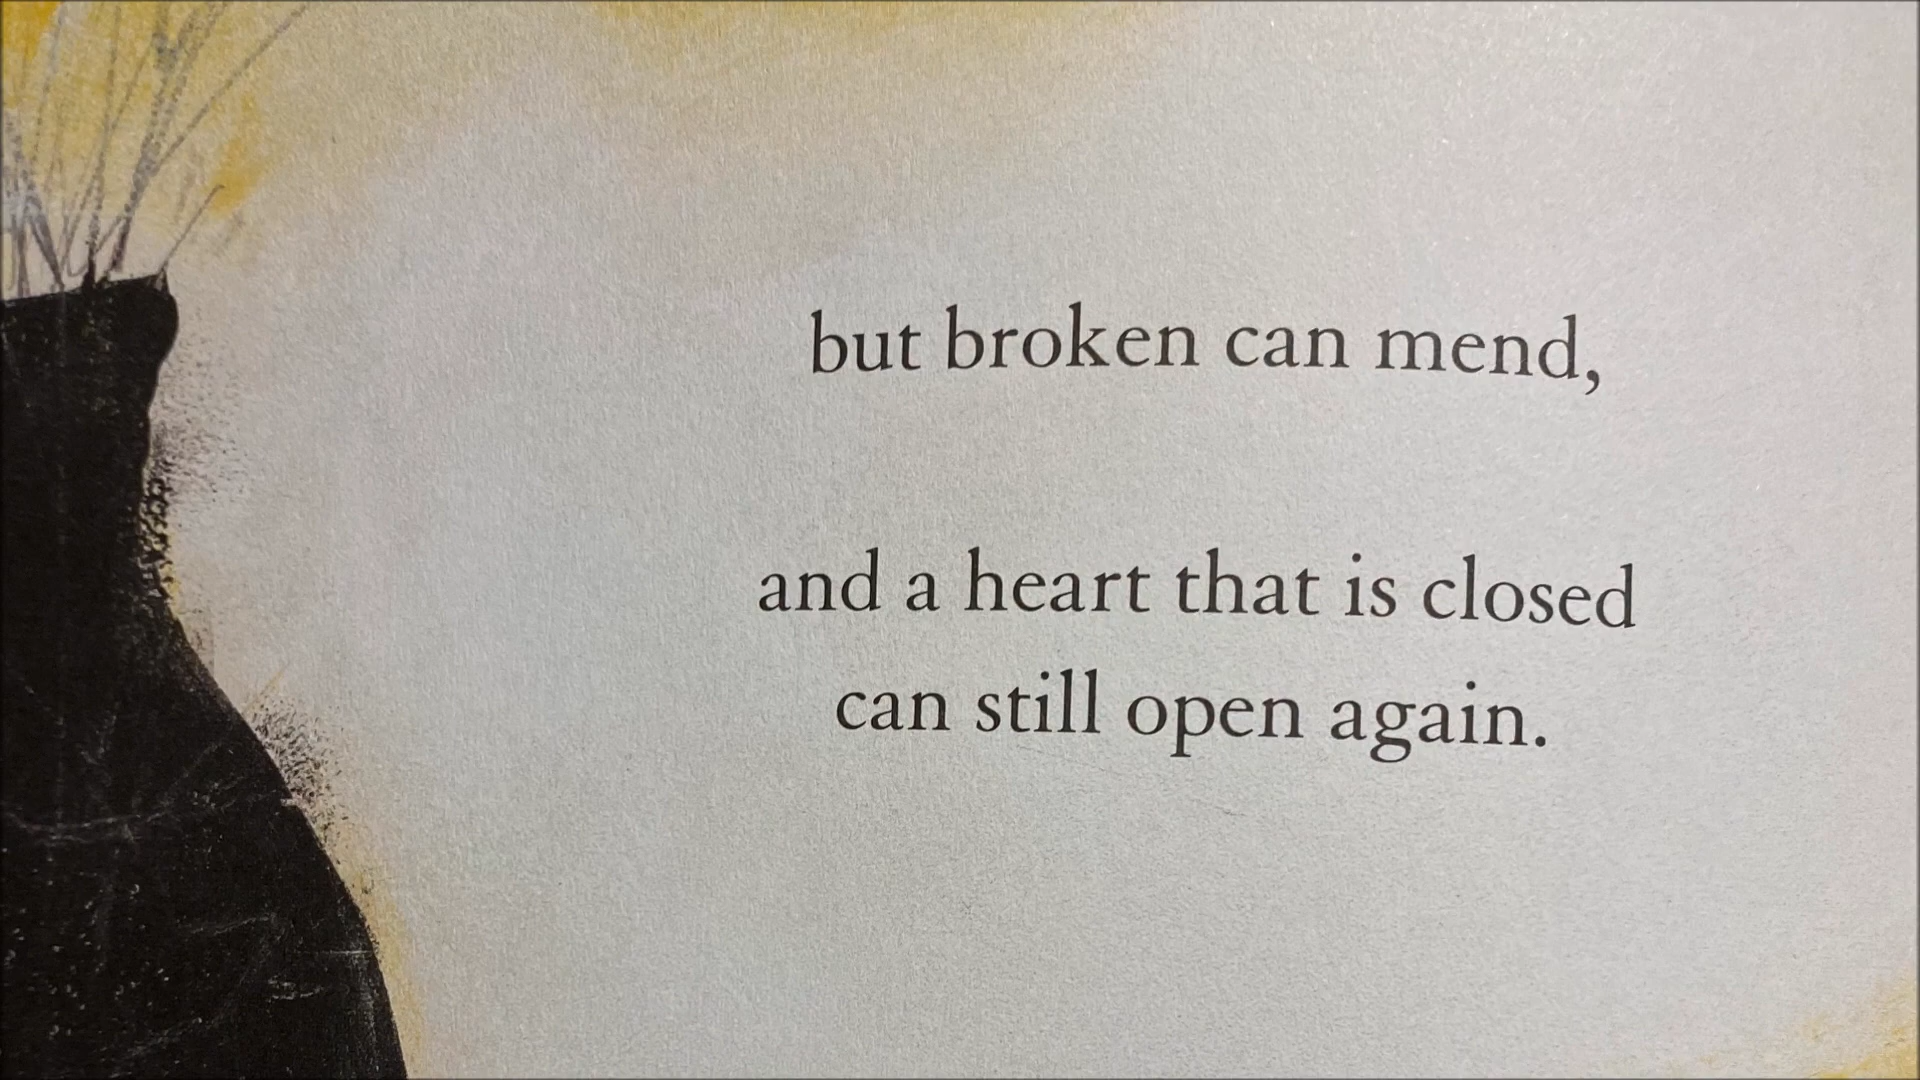 but broken can mend,
and a heart that is closed
can still open again.